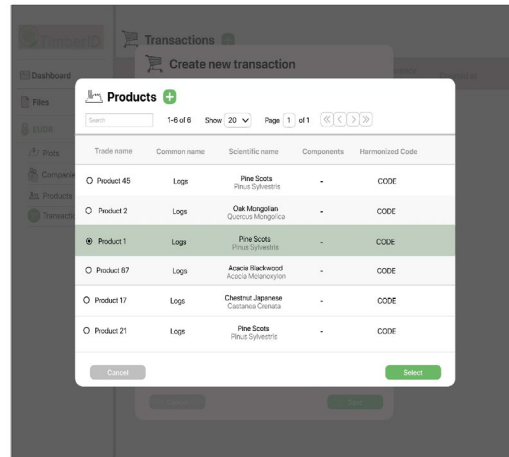 TimberID
Transactions
Create new transaction
Dashboard
Files
Plots
Companie
Products
Transactio
Products
Search
1-6 of 6 Show 20 Page 1 of 1
Trade name Common name Scientific name Components Harmonized Code
Product 45 Logs Pine Scots - CODE
Pinus Sylvestris
Product 2 Logs Oak Mongolian - CODE
Quercus Mongolica
Product 1 Logs Pine Scots - CODE
Pinus Sylvestris
Product 87 Logs Acacia Blackwood - CODE
Acacia Melanoxylon
Product 17 Logs Chestnut Japanese - CODE
Castanea Crenata
Product 21 Logs Pine Scots - CODE
Pinus Sylvestris
Cancel Select
Cancel